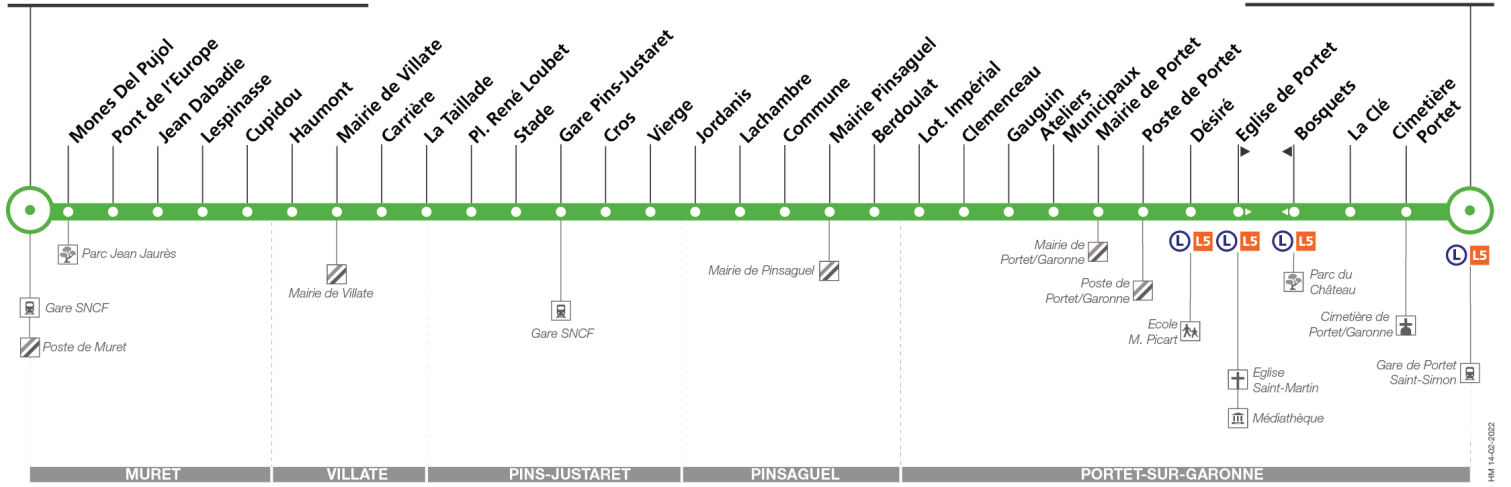 Mones Del Pujol
Pont de l'Europe
Jean Dabadie
Lespinasse
Cupidou
Haumont
Mairie de Villate
Carrière
La Taillade
Pl. René Loubet
Stade
Gare Pins-Justaret
Cros
Vierge
Jordanis
Lachambre
Commune
Mairie Pinsaguel
Berdoulat
Lot. Impérial
Clemenceau
Gauguin
Ateliers
Municipaux
Mairie de Portet
Poste de Portet
Désiré
Eglise de Portet
Bosquets
La Clé
Cimetière
Portet
Parc Jean Jaurès
Gare SNCF
Poste de Muret
Mairie de Villate
Gare SNCF
Mairie de Pinsaguel
Mairie de
Portet/Garonne
Poste de
Portet/Garonne
L L5
Ecole
M. Picart
L L5
Eglise
Saint-Martin
Médiathèque
L L5
Parc du
Château
Cimetière de
Portet/Garonne
L L5
Gare de Portet
Saint-Simon
MURET
VILLATE
PINS-JUSTARET
PINSAGUEL
PORTET-SUR-GARONNE
HM 14-02-2022